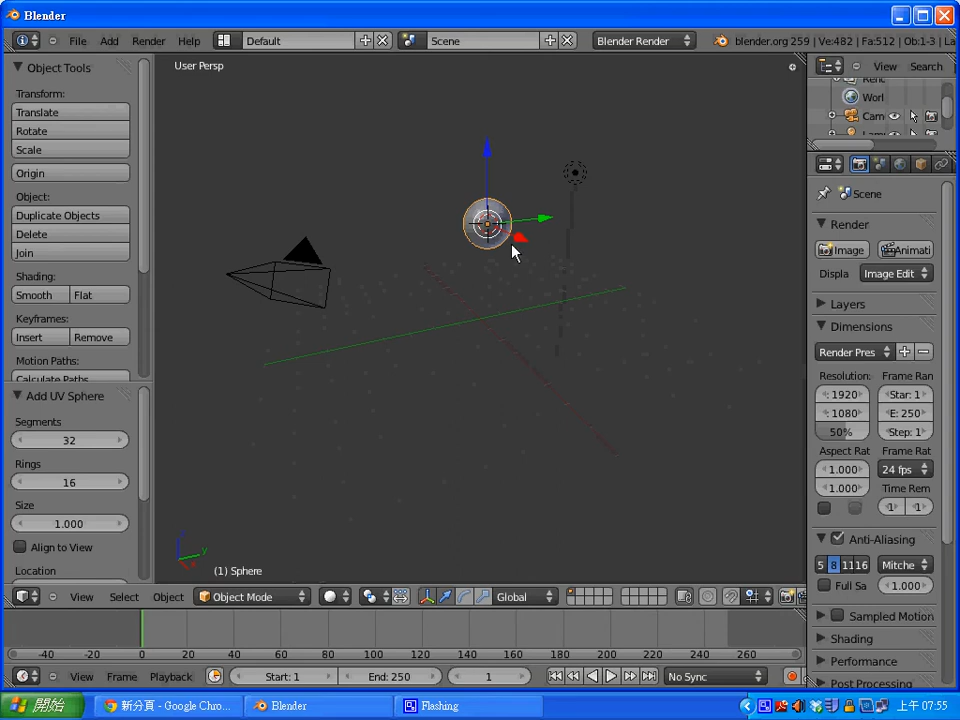 Blender
File Add Render Help Default Scene Blender Render blender.org 259 | Ve:482 | Fa:512 | Ob:1-3 | La
Object Tools
Transform:
Translate
Rotate
Scale
Origin
Object:
Duplicate Objects
Delete
Join
Shading:
Smooth Flat
Keyframes:
Insert Remove
Motion Paths:
Calculate Paths
Add UV Sphere
Segments
32
Rings
16
Size
1.000
Align to View
Location
User Persp
y
(1) Sphere
View Select Object Object Mode Global
-40 -20 0 20 40 60 80 100 120 140 160 180 200 220 240 260
View Frame Playback Start: 1 End: 250 1 No Sync
View Search
Worl
Cam
Scene
Render
Image Animati
Displa Image Edit
Layers
Dimensions
Render Pres
Resolution: Frame Ran
: 1920 Star: 1
: 1080 E: 250
50% Step: 1
Aspect Rat Frame Rat
1.000 24 fps
1.000 Time Rem
1 1
Anti-Aliasing
5 8 11 16 Mitche
Full Sa 1.000
Sampled Motion
Shading
Performance
Post Processing
開始 新分頁 - Google Chro... Blender Flashing 上午 07:55